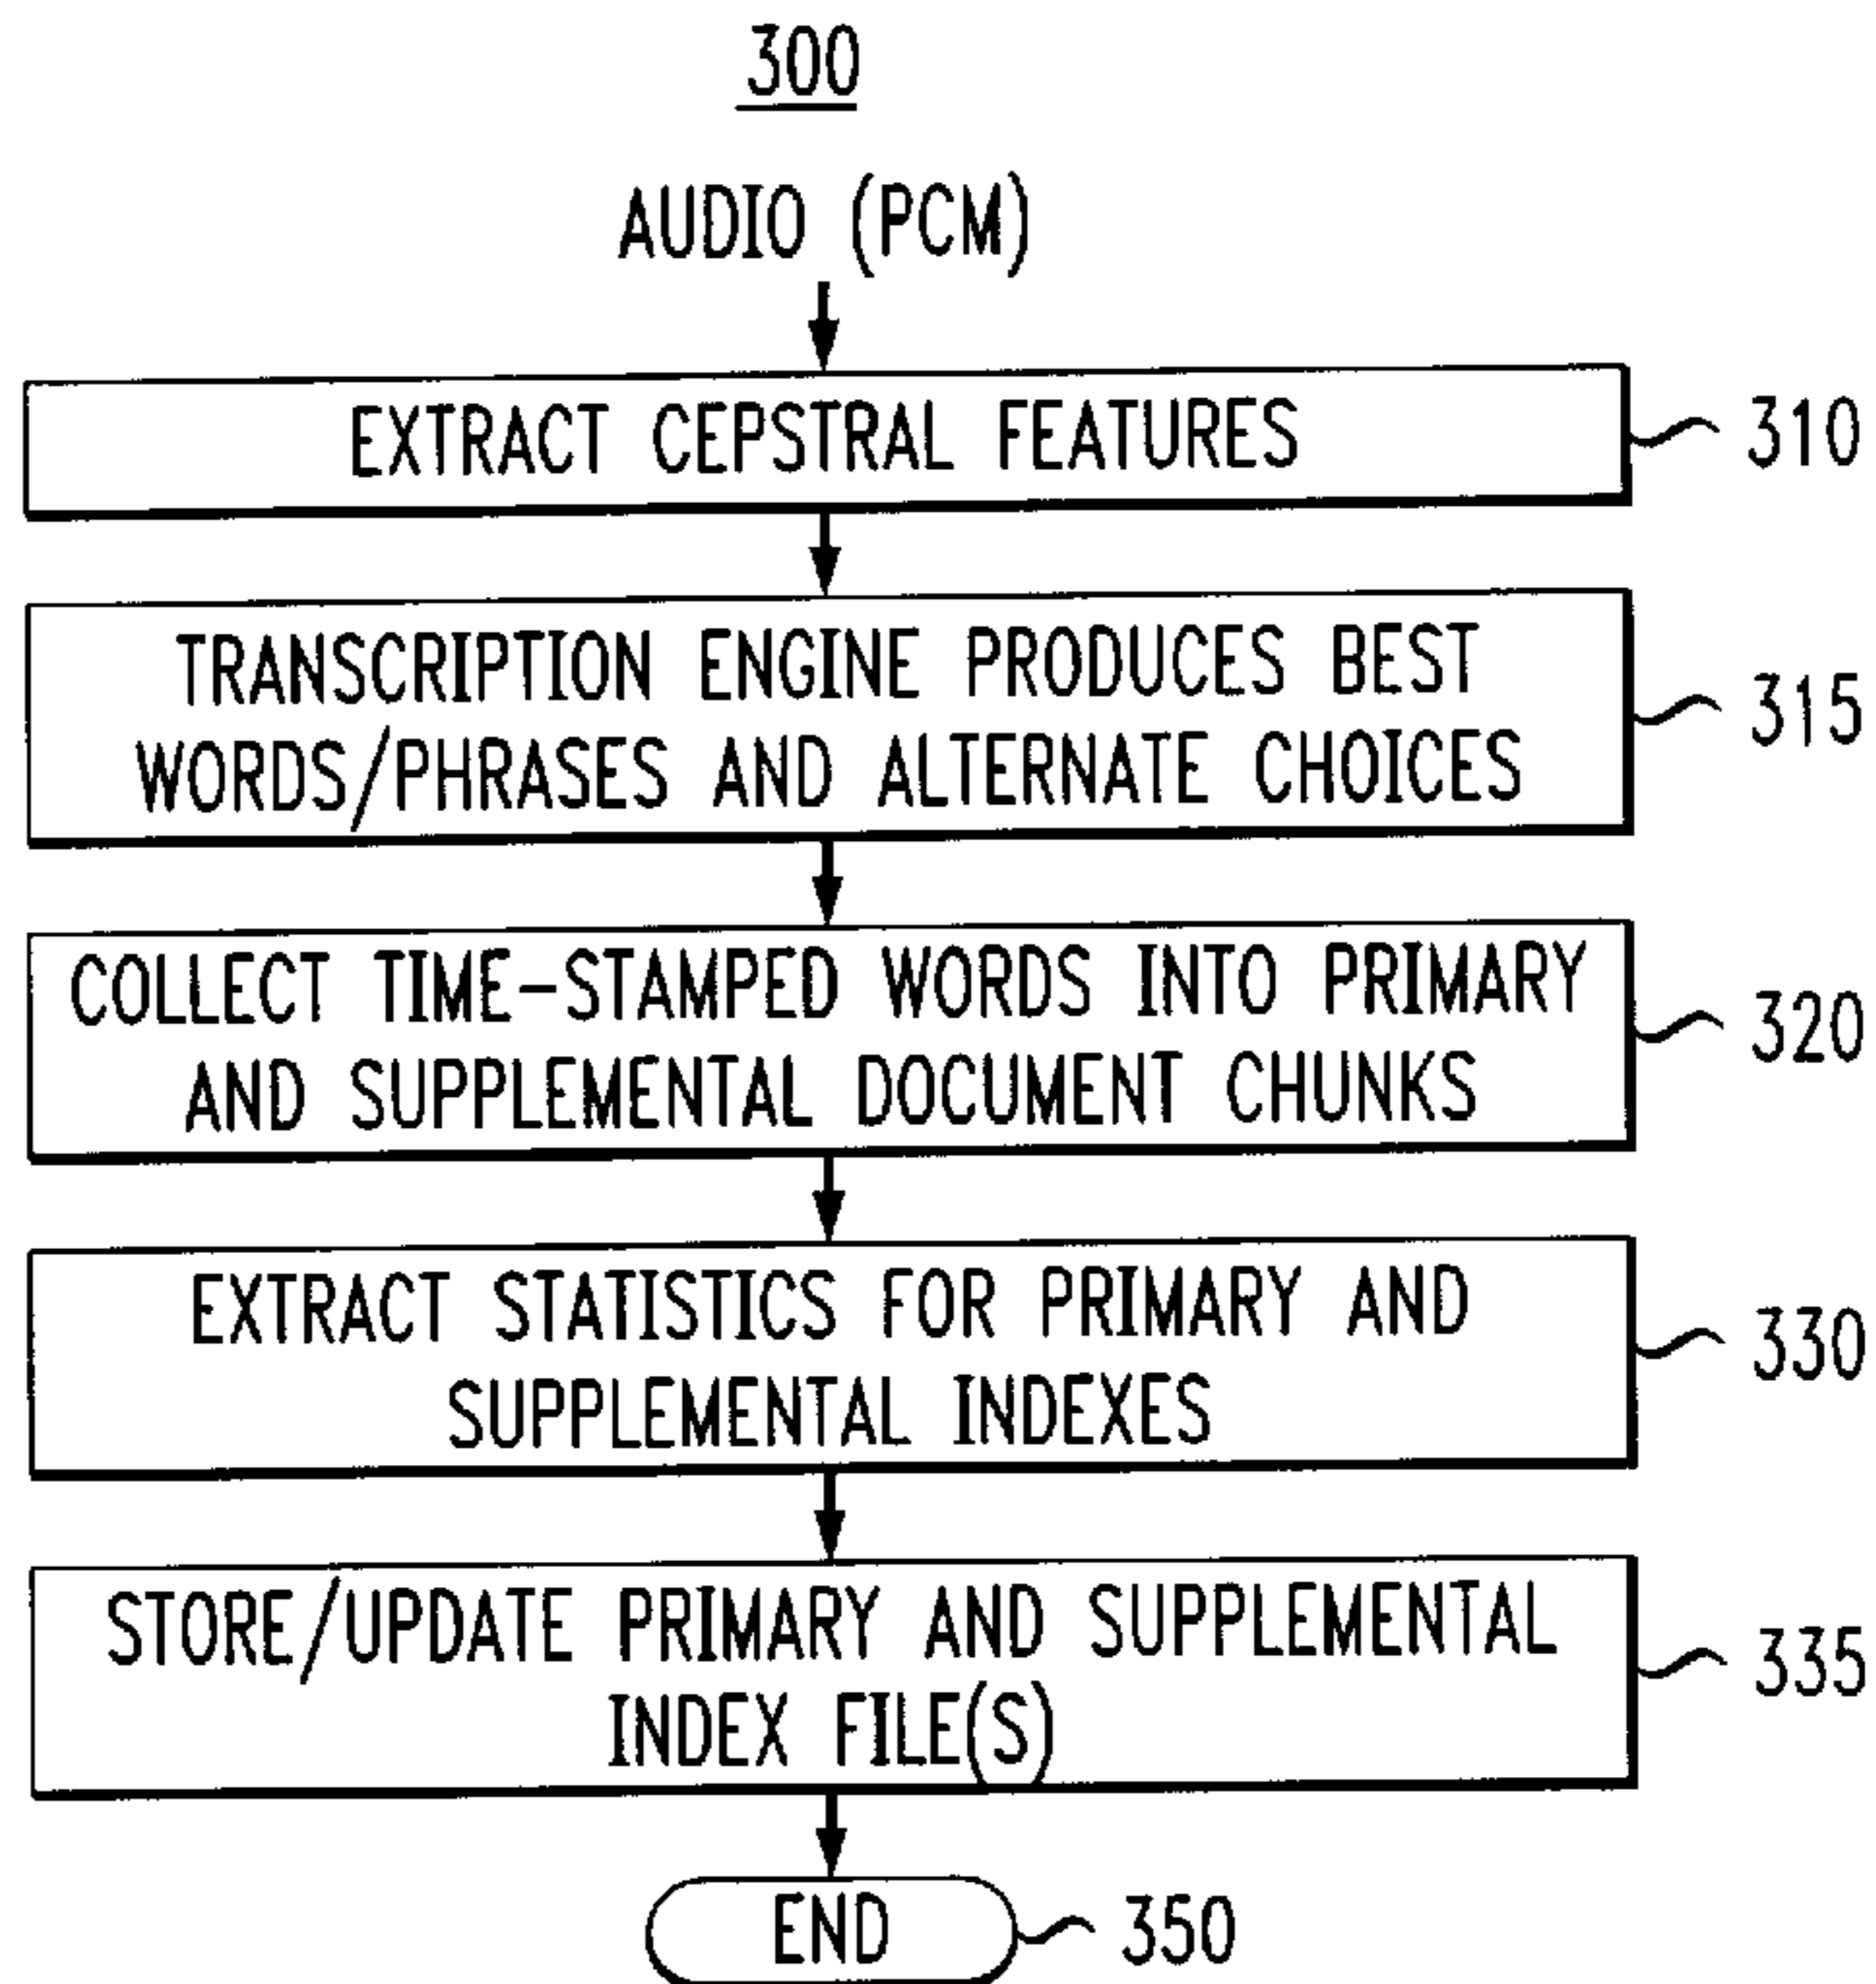 300
AUDIO (PCM)
EXTRACT CEPSTRAL FEATURES
310
TRANSCRIPTION ENGINE PRODUCES BEST
WORDS/PHRASES AND ALTERNATE CHOICES
315
COLLECT TIME-STAMPED WORDS INTO PRIMARY
AND SUPPLEMENTAL DOCUMENT CHUNKS
320
EXTRACT STATISTICS FOR PRIMARY AND
SUPPLEMENTAL INDEXES
330
STORE/UPDATE PRIMARY AND SUPPLEMENTAL
INDEX FILE(S)
335
END
350